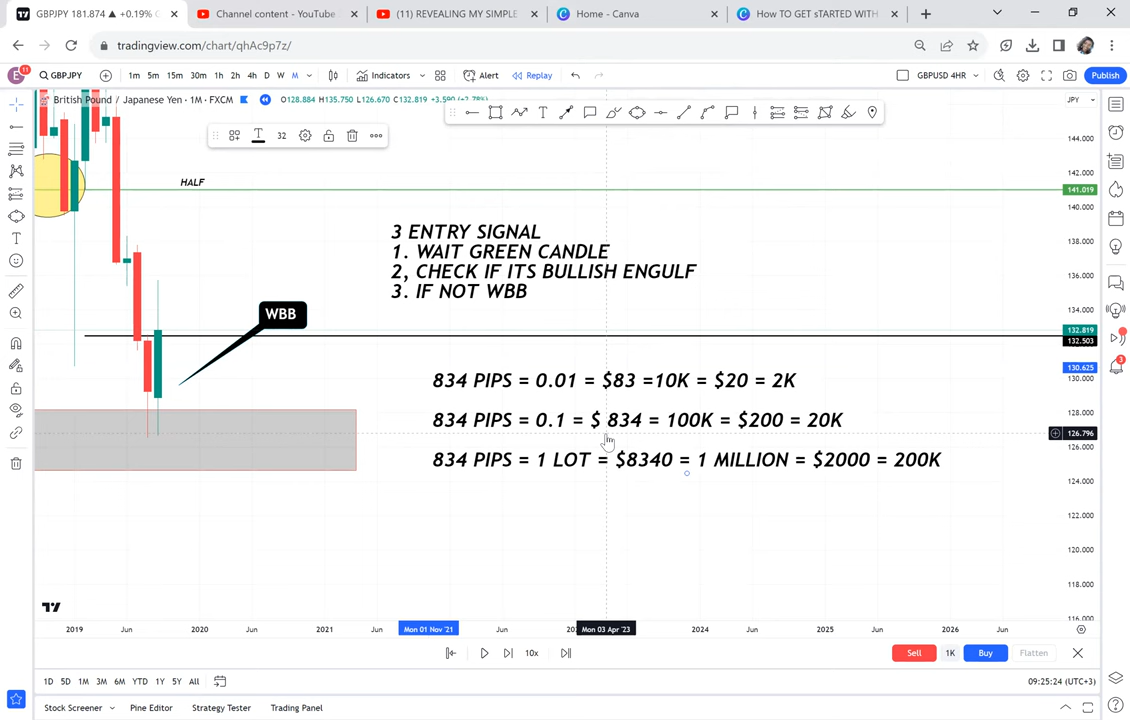 GBPJPY 181.874 ▲ +0.19% G
Channel content - YouTube
(11) REVEALING MY SIMPLE
Home - Canva
How TO GET sTARTED WITH
tradingview.com/chart/qhAc9p7z/
E 11 GBPJPY 1m 5m 15m 30m 1h 2h 4h D W M Indicators Alert Replay GBPUSD 4HR Publish
British Pound / Japanese Yen · 1M · FXCM O128.884 H135.750 L126.670 C132.819 +3.590 (+2.78%)
JPY
32
144.000
142.000
HALF
141.019
140.000
3 ENTRY SIGNAL
138.000
1. WAIT GREEN CANDLE
2, CHECK IF ITS BULLISH ENGULF
136.000
3. IF NOT WBB
134.000
WBB
132.819
132.503
130.625
130.000
834 PIPS = 0.01 = $83 =10K = $20 = 2K
128.000
834 PIPS = 0.1 = $ 834 = 100K = $200 = 20K
126.796
834 PIPS = 1 LOT = $8340 = 1 MILLION = $2000 = 200K
124.000
122.000
120.000
118.000
116.000
2019 Jun 2020 Jun 2021 Jun Mon 01 Nov '21 Jun Mon 03 Apr '23 2024 Jun 2025 Jun 2026 Jun
10x Sell 1K Buy Flatten
1D 5D 1M 3M 6M YTD 1Y 5Y All 09:25:24 (UTC+3)
Stock Screener Pine Editor Strategy Tester Trading Panel
3